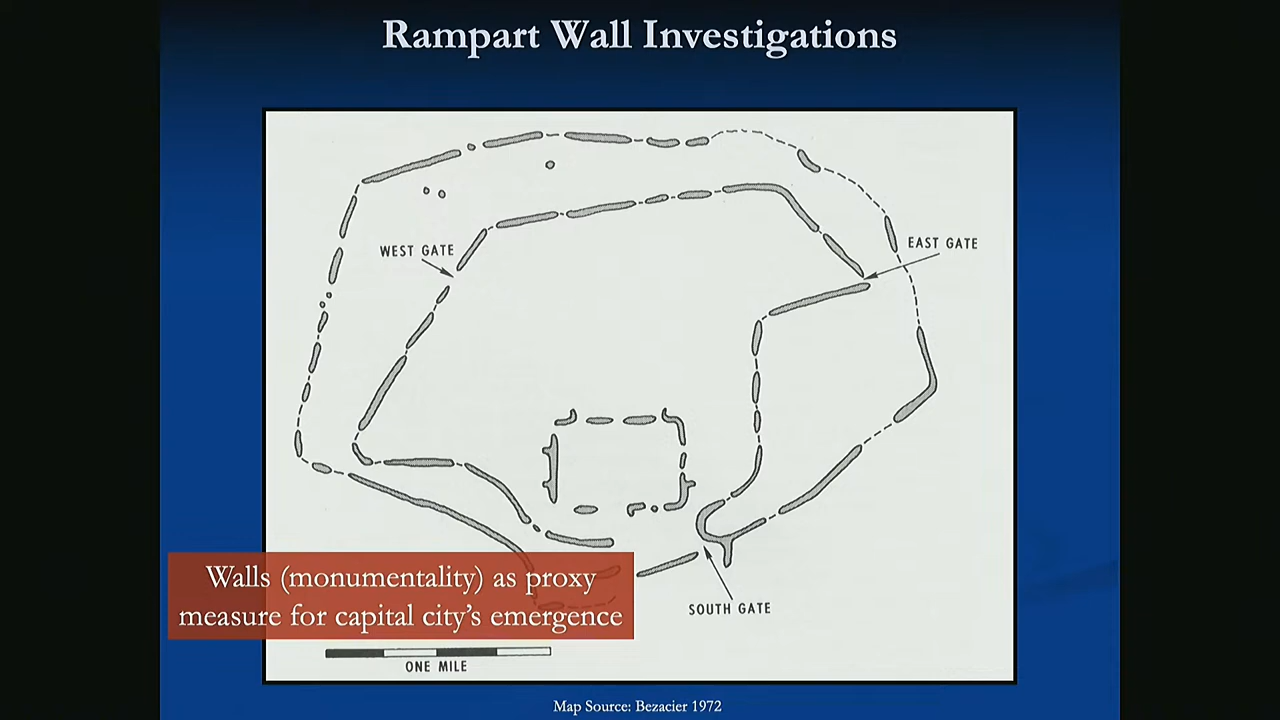 Rampart Wall Investigations
WEST GATE
EAST GATE
Walls (monumentality) as proxy
measure for capital city's emergence
SOUTH GATE
ONE MILE
Map Source: Bezacier 1972